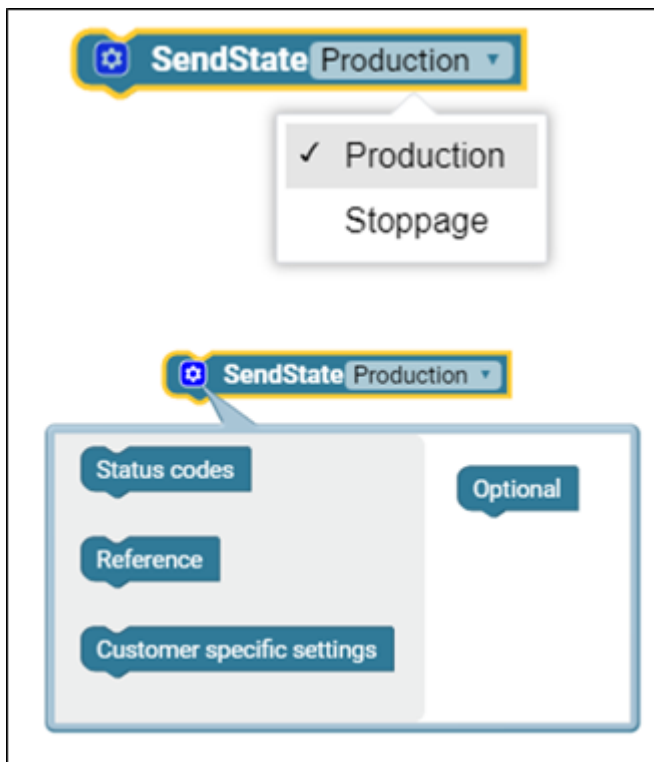 SendState Production
✓ Production
Stoppage
SendState Production
Status codes
Optional
Reference
Customer specific settings